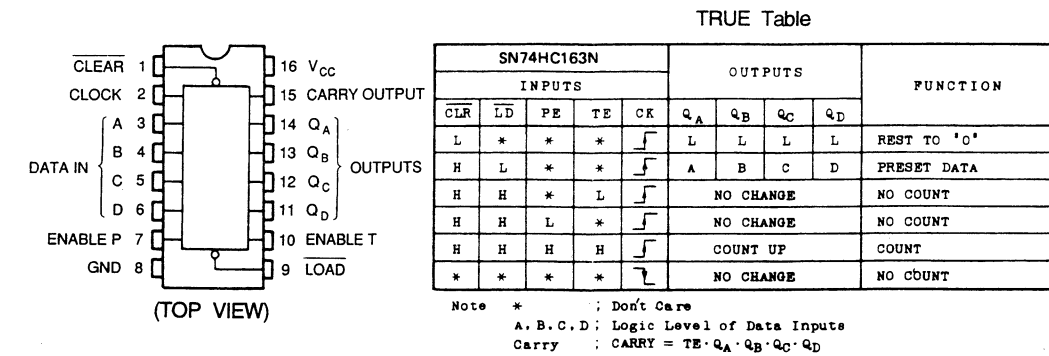 TRUE Table
CLEAR 1
CLOCK 2
A 3
B 4
DATA IN
C 5
D 6
ENABLE P 7
GND 8
16 VCC
15 CARRY OUTPUT
14 QA
13 QB
OUTPUTS
12 QC
11 QD
10 ENABLE T
9 LOAD
(TOP VIEW)
SN74HC163N
INPUTS
OUTPUTS
FUNCTION
CLR LD PE TE CK QA QB QC QD
L * * * L L L L REST TO "0"
H L * * A B C D PRESET DATA
H H * L NO CHANGE NO COUNT
H H L * NO CHANGE NO COUNT
H H H H COUNT UP COUNT
* * * * NO CHANGE NO COUNT
Note * ; Don't Care
A.B.C.D; Logic Level of Data Inputs
Carry ; CARRY = TE·QA·QB·QC·QD